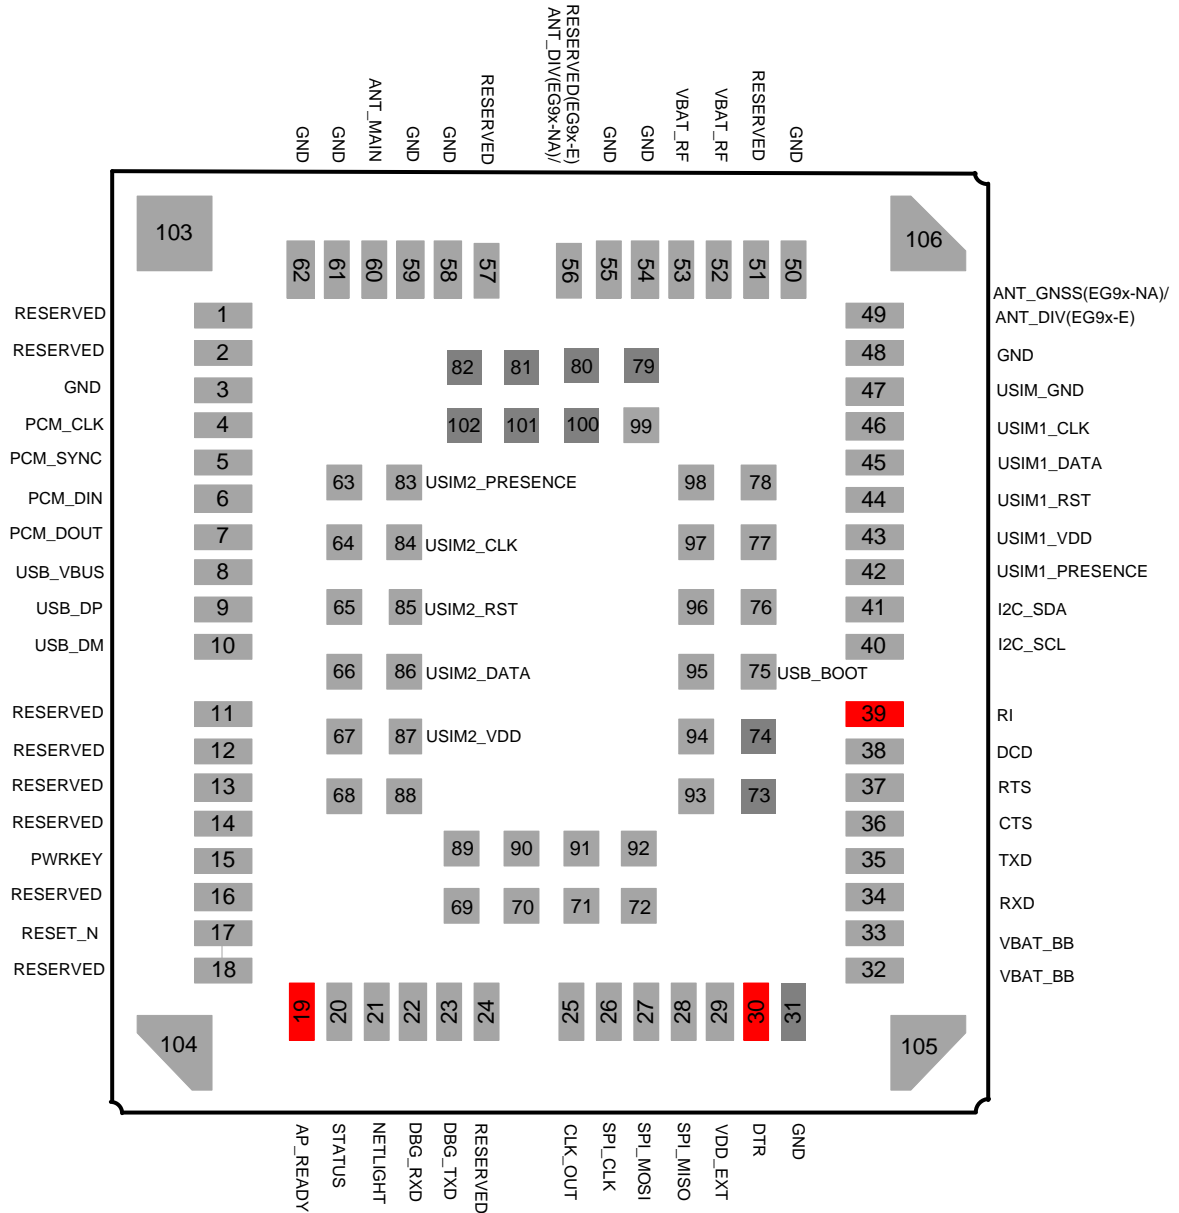 GND
GND
ANT_MAIN
GND
GND
RESERVED
RESERVED(EG9x-E)
ANT_DIV(EG9x-NA)/
GND
GND
VBAT_RF
VBAT_RF
RESERVED
GND
103
62
61
60
59
58
57
56
55
54
53
52
51
50
106
RESERVED 1
RESERVED 2
GND 3
PCM_CLK 4
PCM_SYNC 5
PCM_DIN 6
PCM_DOUT 7
USB_VBUS 8
USB_DP 9
USB_DM 10
RESERVED 11
RESERVED 12
RESERVED 13
RESERVED 14
PWRKEY 15
RESERVED 16
RESET_N 17
RESERVED 18
82 81 80 79
102 101 100 99
63 83 USIM2_PRESENCE
64 84 USIM2_CLK
65 85 USIM2_RST
66 86 USIM2_DATA
67 87 USIM2_VDD
68 88
98 78
97 77
96 76
95 75 USB_BOOT
94 74
93 73
89 90 91 92
69 70 71 72
ANT_GNSS(EG9x-NA)/
49 ANT_DIV(EG9x-E)
48 GND
47 USIM_GND
46 USIM1_CLK
45 USIM1_DATA
44 USIM1_RST
43 USIM1_VDD
42 USIM1_PRESENCE
41 I2C_SDA
40 I2C_SCL
39 RI
38 DCD
37 RTS
36 CTS
35 TXD
34 RXD
33 VBAT_BB
32 VBAT_BB
104
19
20
21
22
23
24
25
26
27
28
29
30
31
105
AP_READY
STATUS
NETLIGHT
DBG_RXD
DBG_TXD
RESERVED
CLK_OUT
SPI_CLK
SPI_MOSI
SPI_MISO
VDD_EXT
DTR
GND